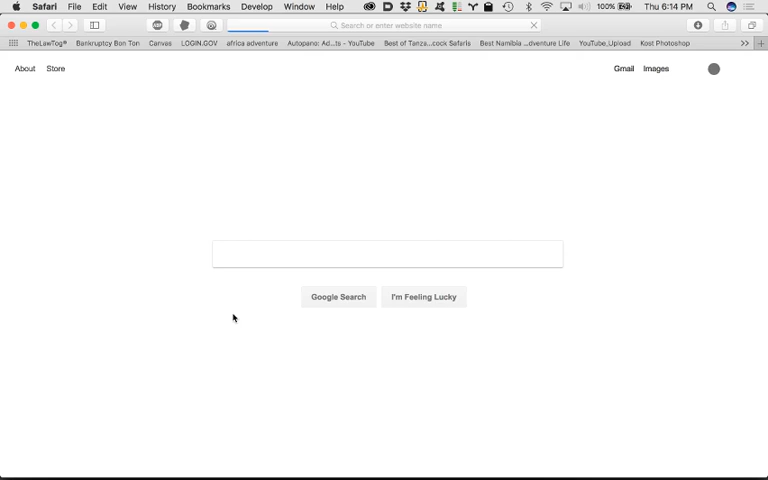 Safari File Edit View History Bookmarks Develop Window Help 100% Thu 6:14 PM
Search or enter website name
TheLawTog® Bankruptcy Bon Ton Canvas LOGIN.GOV africa adventure Autopano: Ad...ts - YouTube Best of Tanza...cock Safaris Best Namibia ...dventure Life YouTube_Upload Kost Photoshop
About Store Gmail Images
Google Search I'm Feeling Lucky